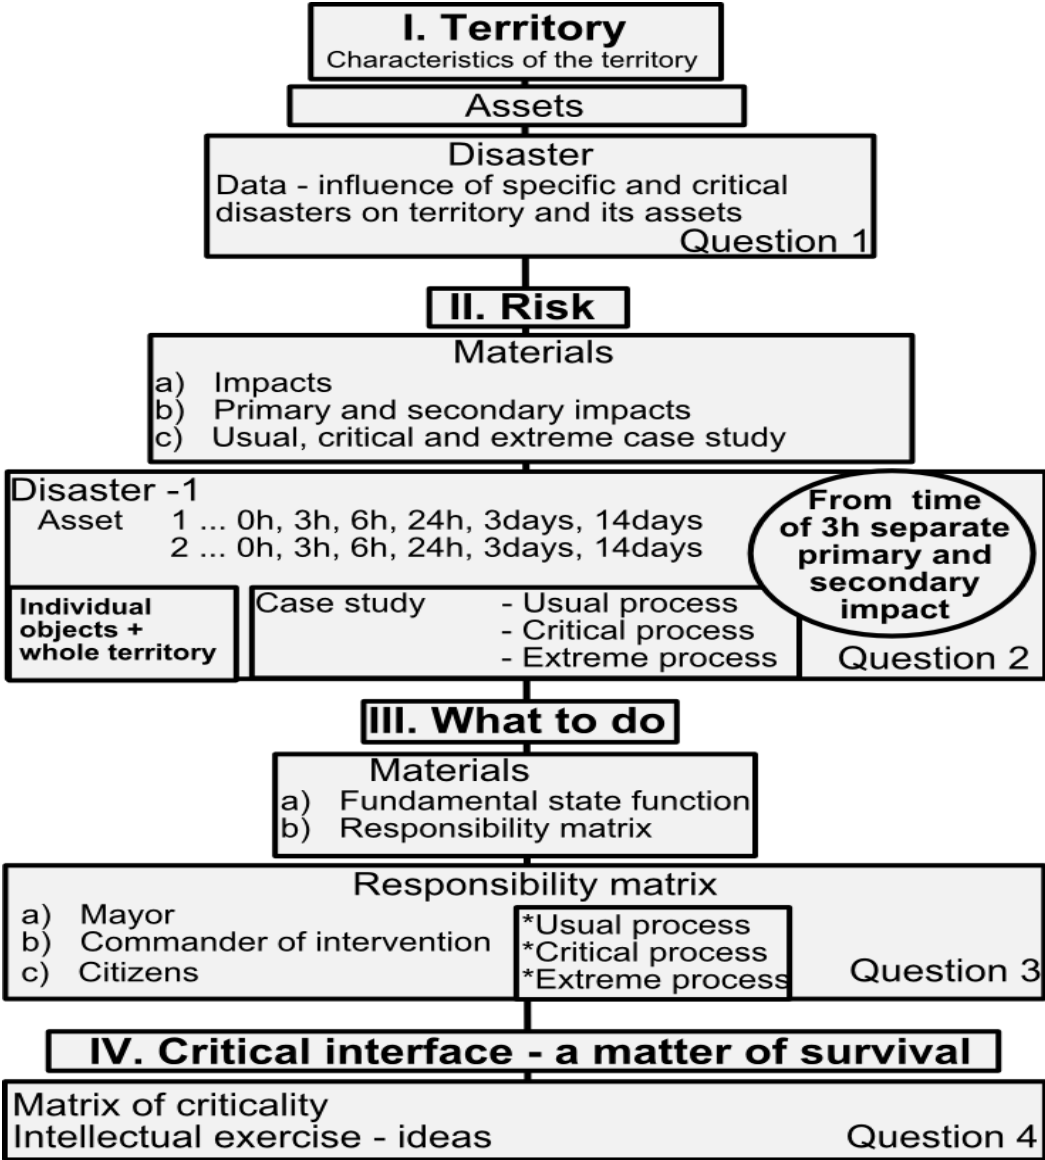 I. Territory
Characteristics of the territory
Assets
Disaster
Data - influence of specific and critical
disasters on territory and its assets
Question 1
II. Risk
Materials
a) Impacts
b) Primary and secondary impacts
c) Usual, critical and extreme case study
Disaster -1
Asset 1 ... 0h, 3h, 6h, 24h, 3days, 14days
2 ... 0h, 3h, 6h, 24h, 3days, 14days
From time
of 3h separate
primary and
secondary
impact
Individual
objects +
whole territory
Case study - Usual process
- Critical process
- Extreme process
Question 2
III. What to do
Materials
a) Fundamental state function
b) Responsibility matrix
Responsibility matrix
a) Mayor
b) Commander of intervention
c) Citizens
*Usual process
*Critical process
*Extreme process
Question 3
IV. Critical interface - a matter of survival
Matrix of criticality
Intellectual exercise - ideas
Question 4